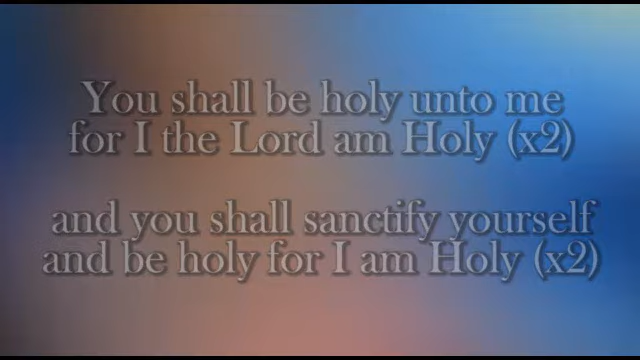 You shall be holy unto me
for I the Lord am Holy (x2)
and you shall sanctify yourself
and be holy for I am Holy (x2)